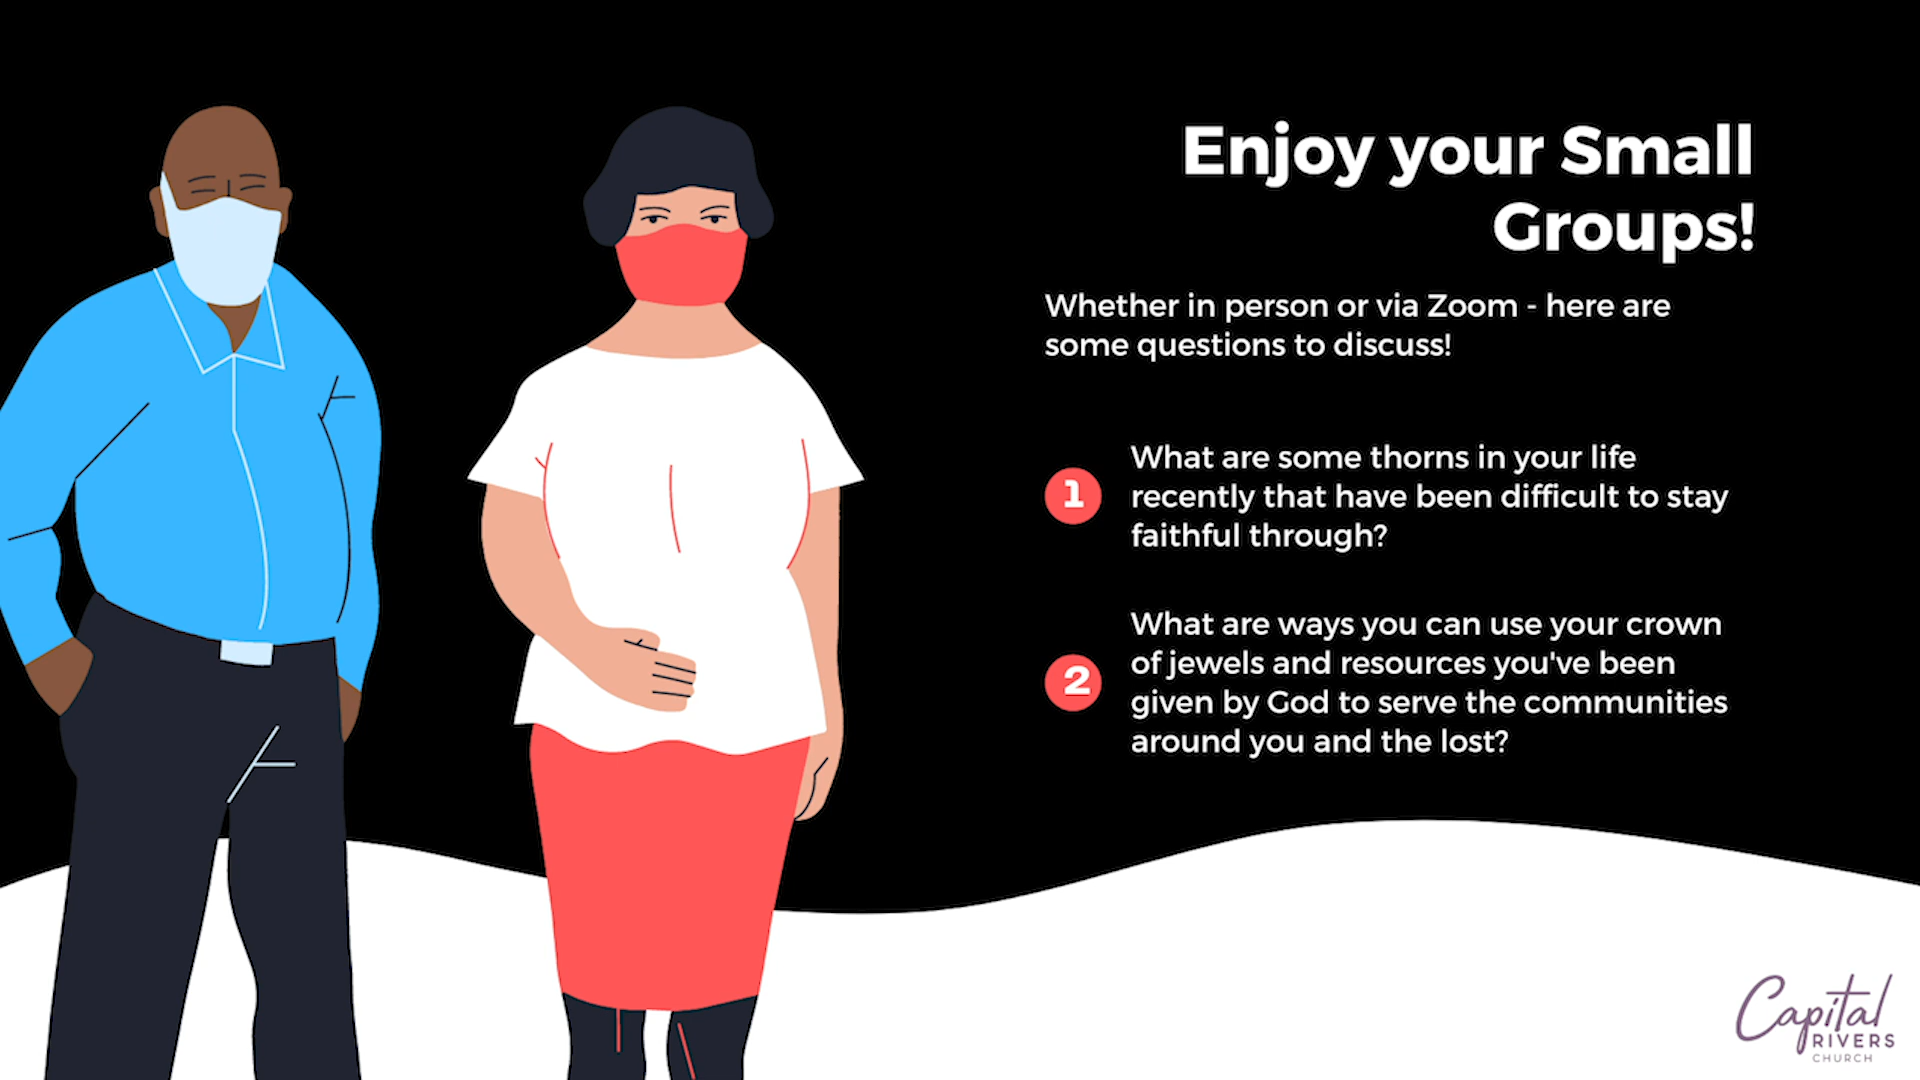 Enjoy your Small
Groups!
Whether in person or via Zoom - here are
some questions to discuss!
1
What are some thorns in your life
recently that have been difficult to stay
faithful through?
2
What are ways you can use your crown
of jewels and resources you've been
given by God to serve the communities
around you and the lost?
Capital
RIVERS
CHURCH